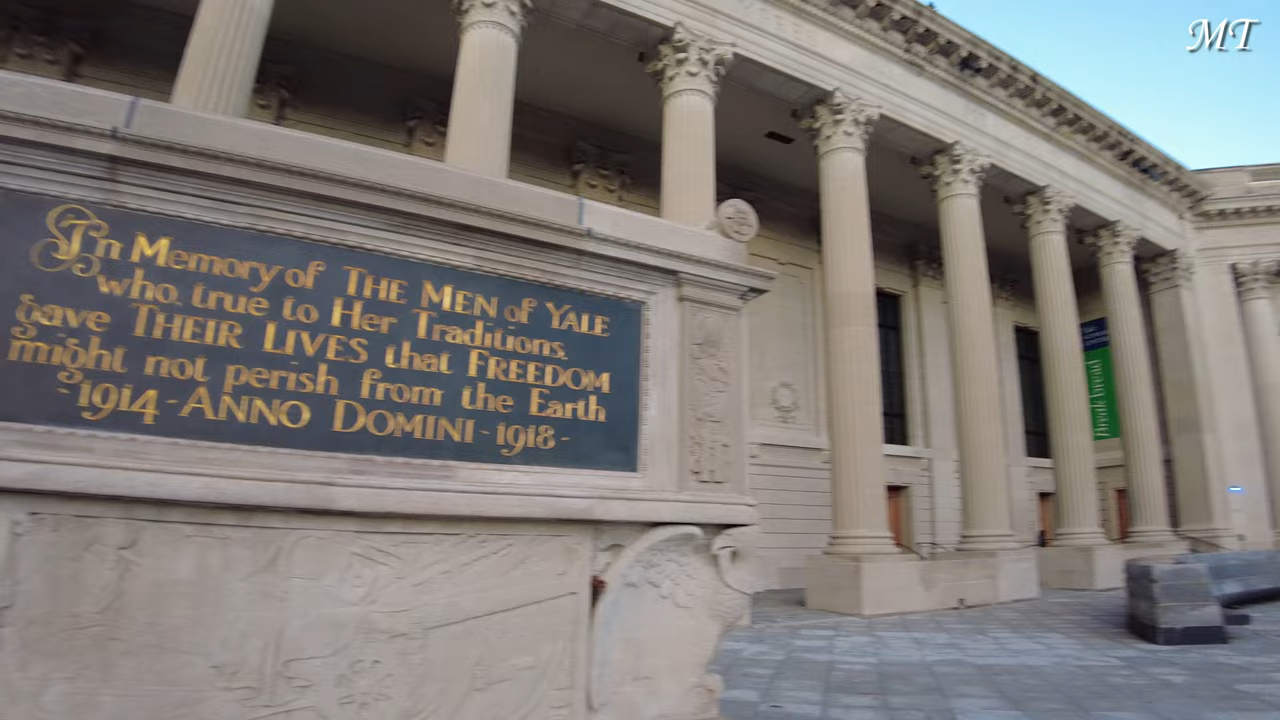 MT
In Memory of THE MEN of YALE
who, true to Her Traditions,
gave THEIR LIVES that FREEDOM
might not perish from the Earth
-1914-ANNO DOMINI-1918-